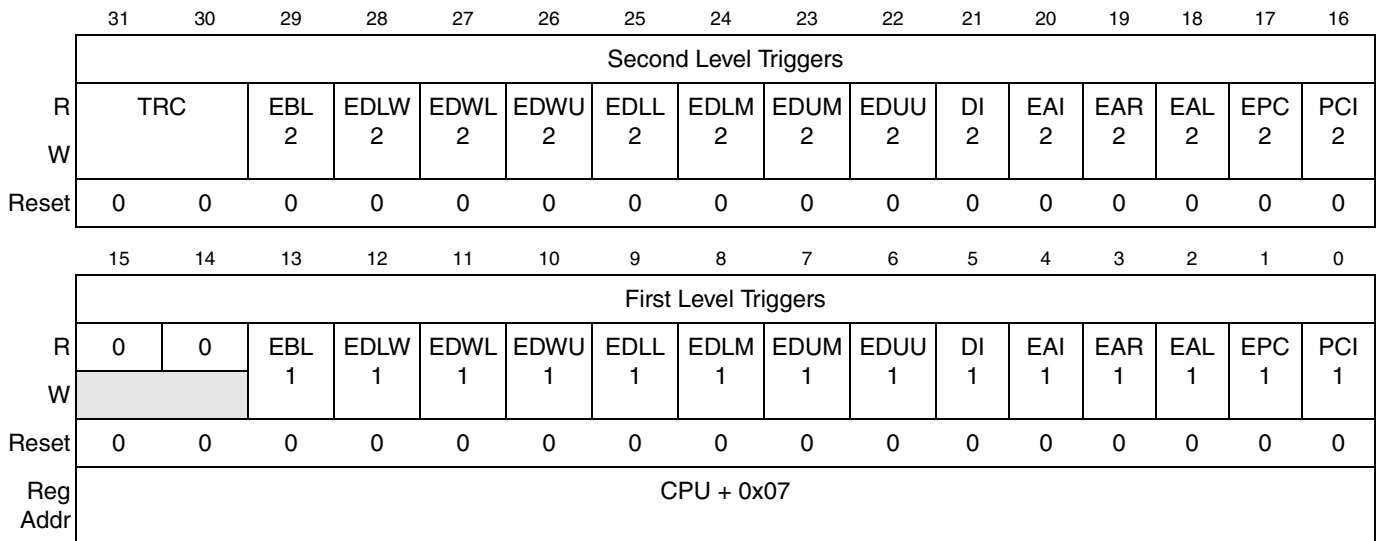 31 30 29 28 27 26 25 24 23 22 21 20 19 18 17 16
Second Level Triggers
R TRC EBL EDLW EDWL EDWU EDLL EDLM EDUM EDUU DI EAI EAR EAL EPC PCI
2 2 2 2 2 2 2 2 2 2 2 2 2 2
W
Reset 0 0 0 0 0 0 0 0 0 0 0 0 0 0 0 0
15 14 13 12 11 10 9 8 7 6 5 4 3 2 1 0
First Level Triggers
R 0 0 EBL EDLW EDWL EDWU EDLL EDLM EDUM EDUU DI EAI EAR EAL EPC PCI
1 1 1 1 1 1 1 1 1 1 1 1 1 1
W
Reset 0 0 0 0 0 0 0 0 0 0 0 0 0 0 0 0
Reg CPU + 0x07
Addr